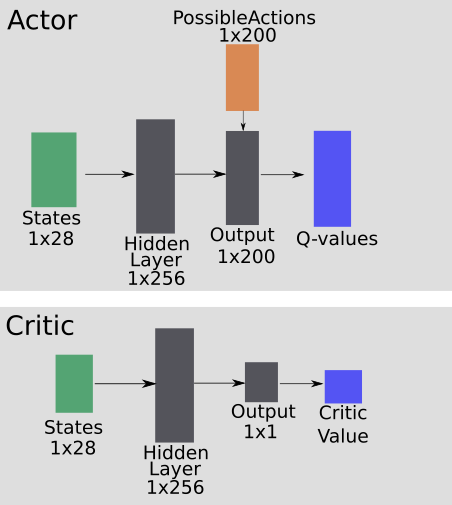 Actor
PossibleActions
1x200
States
1x28
Hidden
Layer
1x256
Output
1x200
Q-values
Critic
States
1x28
Hidden
Layer
1x256
Output
1x1
Critic
Value